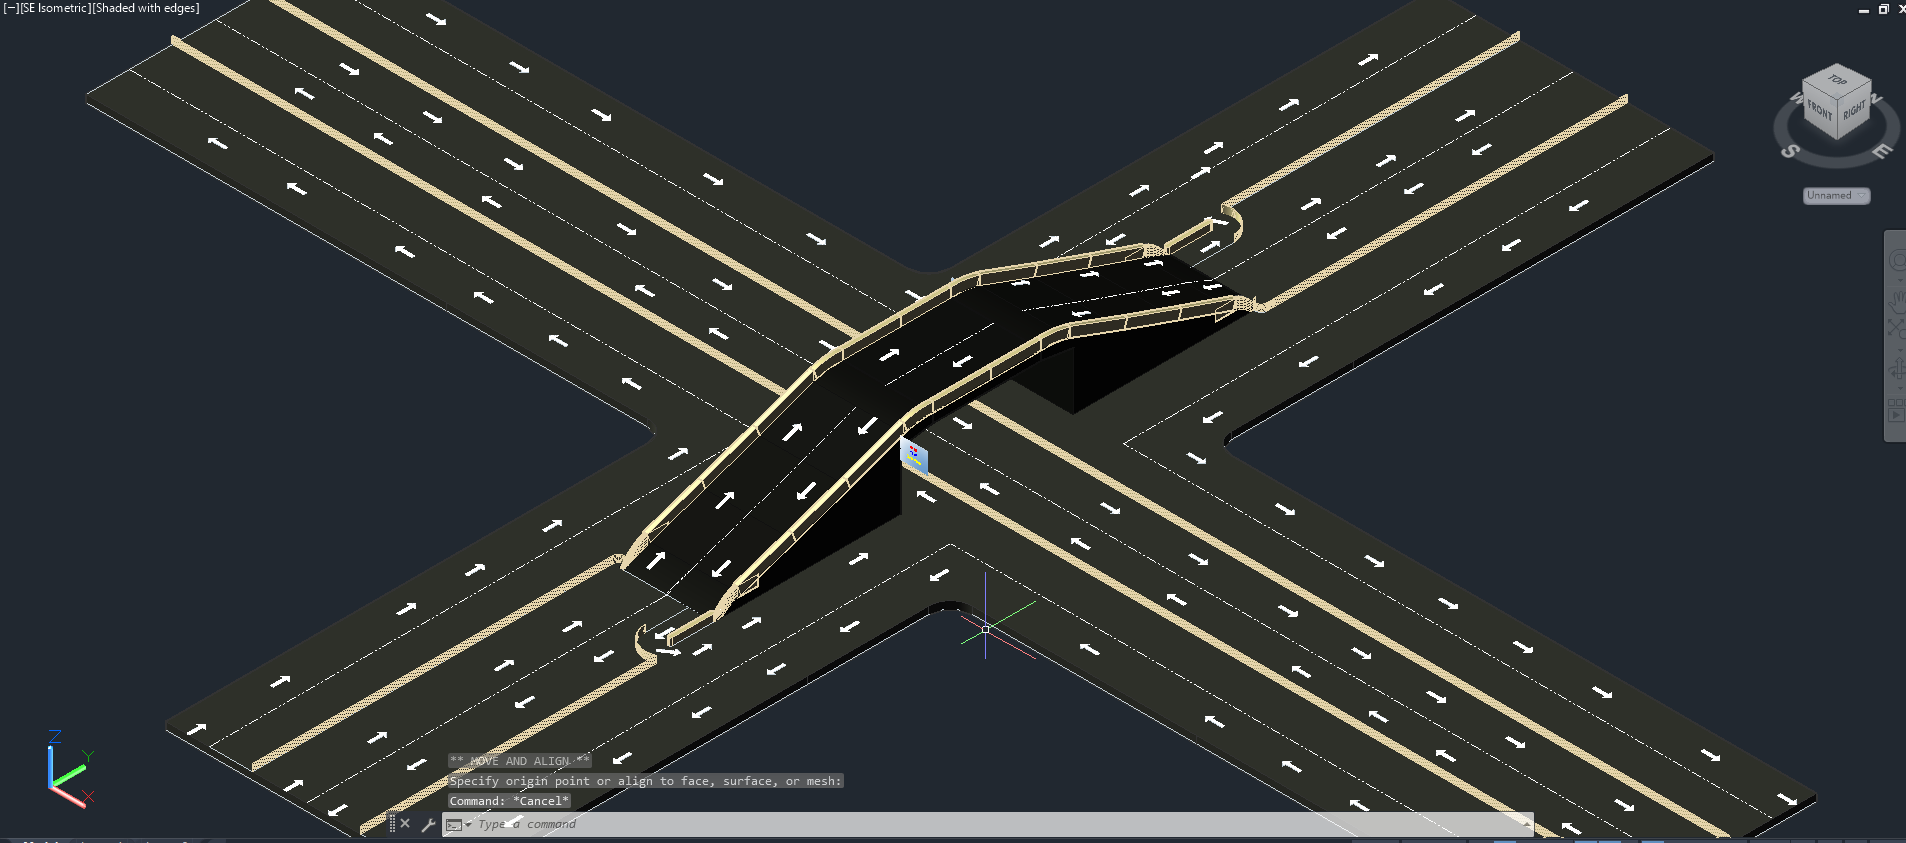 [−][SE Isometric][Shaded with edges]
TOP
FRONT
RIGHT
W
N
S
E
Unnamed
Z
Y
X
** MOVE AND ALIGN **
Specify origin point or align to face, surface, or mesh:
Command: *Cancel*
Type a command